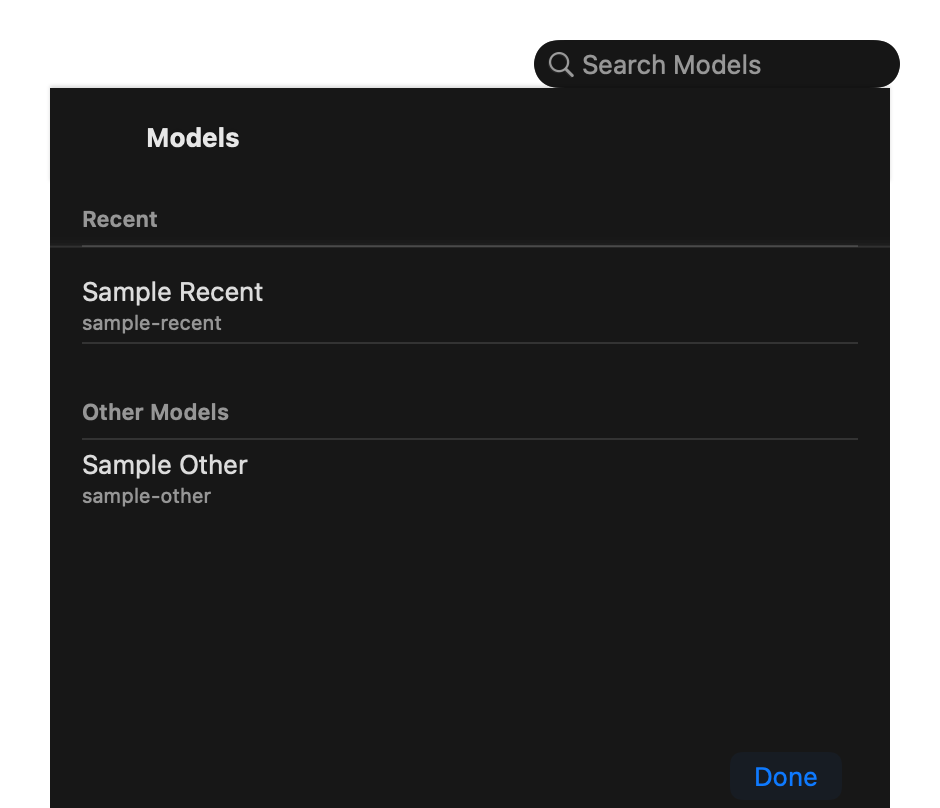 Search Models
Models
Recent
Sample Recent
sample-recent
Other Models
Sample Other
sample-other
Done